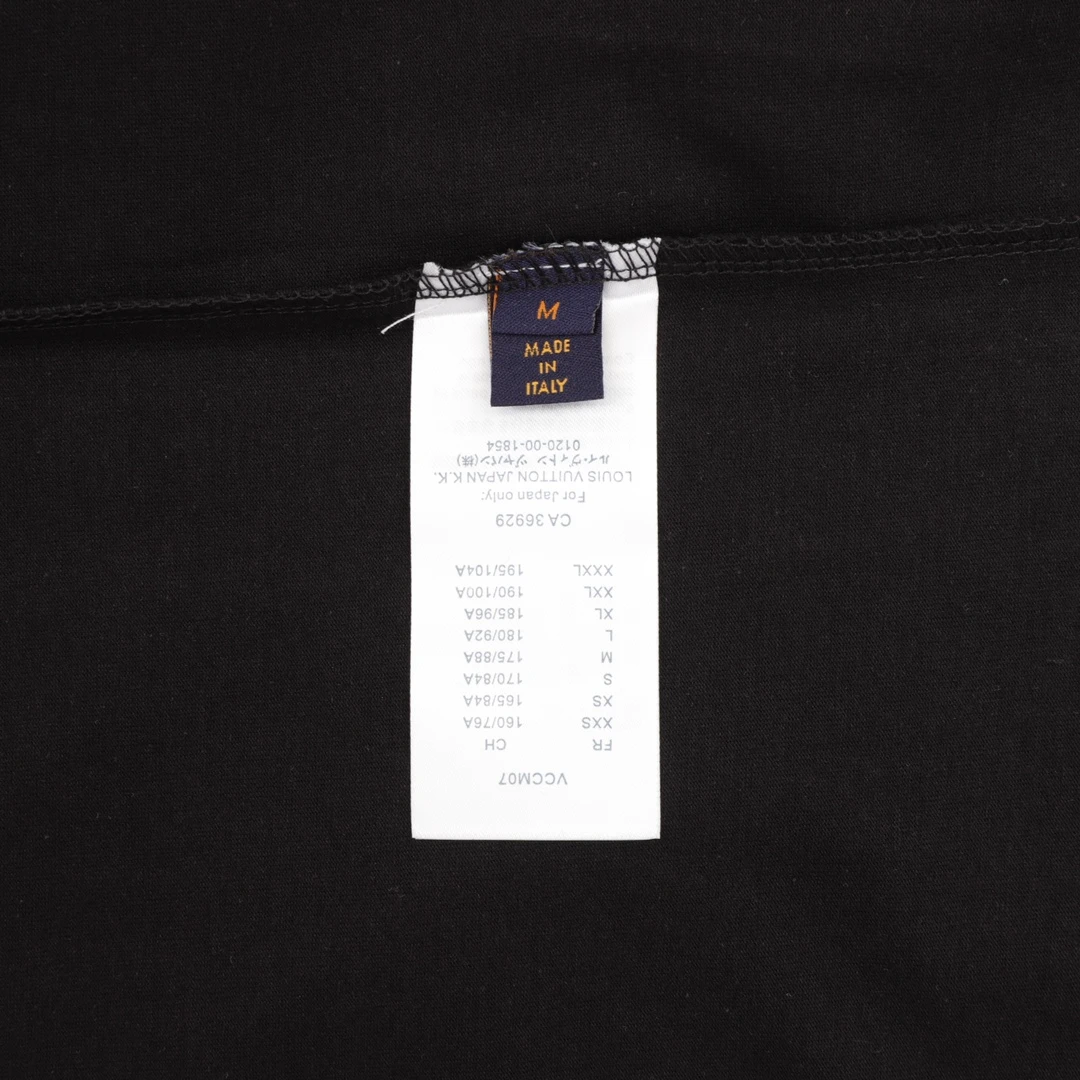 M
MADE
IN
ITALY
VCCM07
FR CH
XXS 160/76A
XS 165/84A
S 170/84A
M 175/88A
L 180/92A
XL 185/96A
XXL 190/100A
XXXL 195/104A
CA 36929
For Japan only:
LOUIS VUITTON JAPAN K.K.
ルイ・ヴィトン ジャパン(株)
0120-00-1854